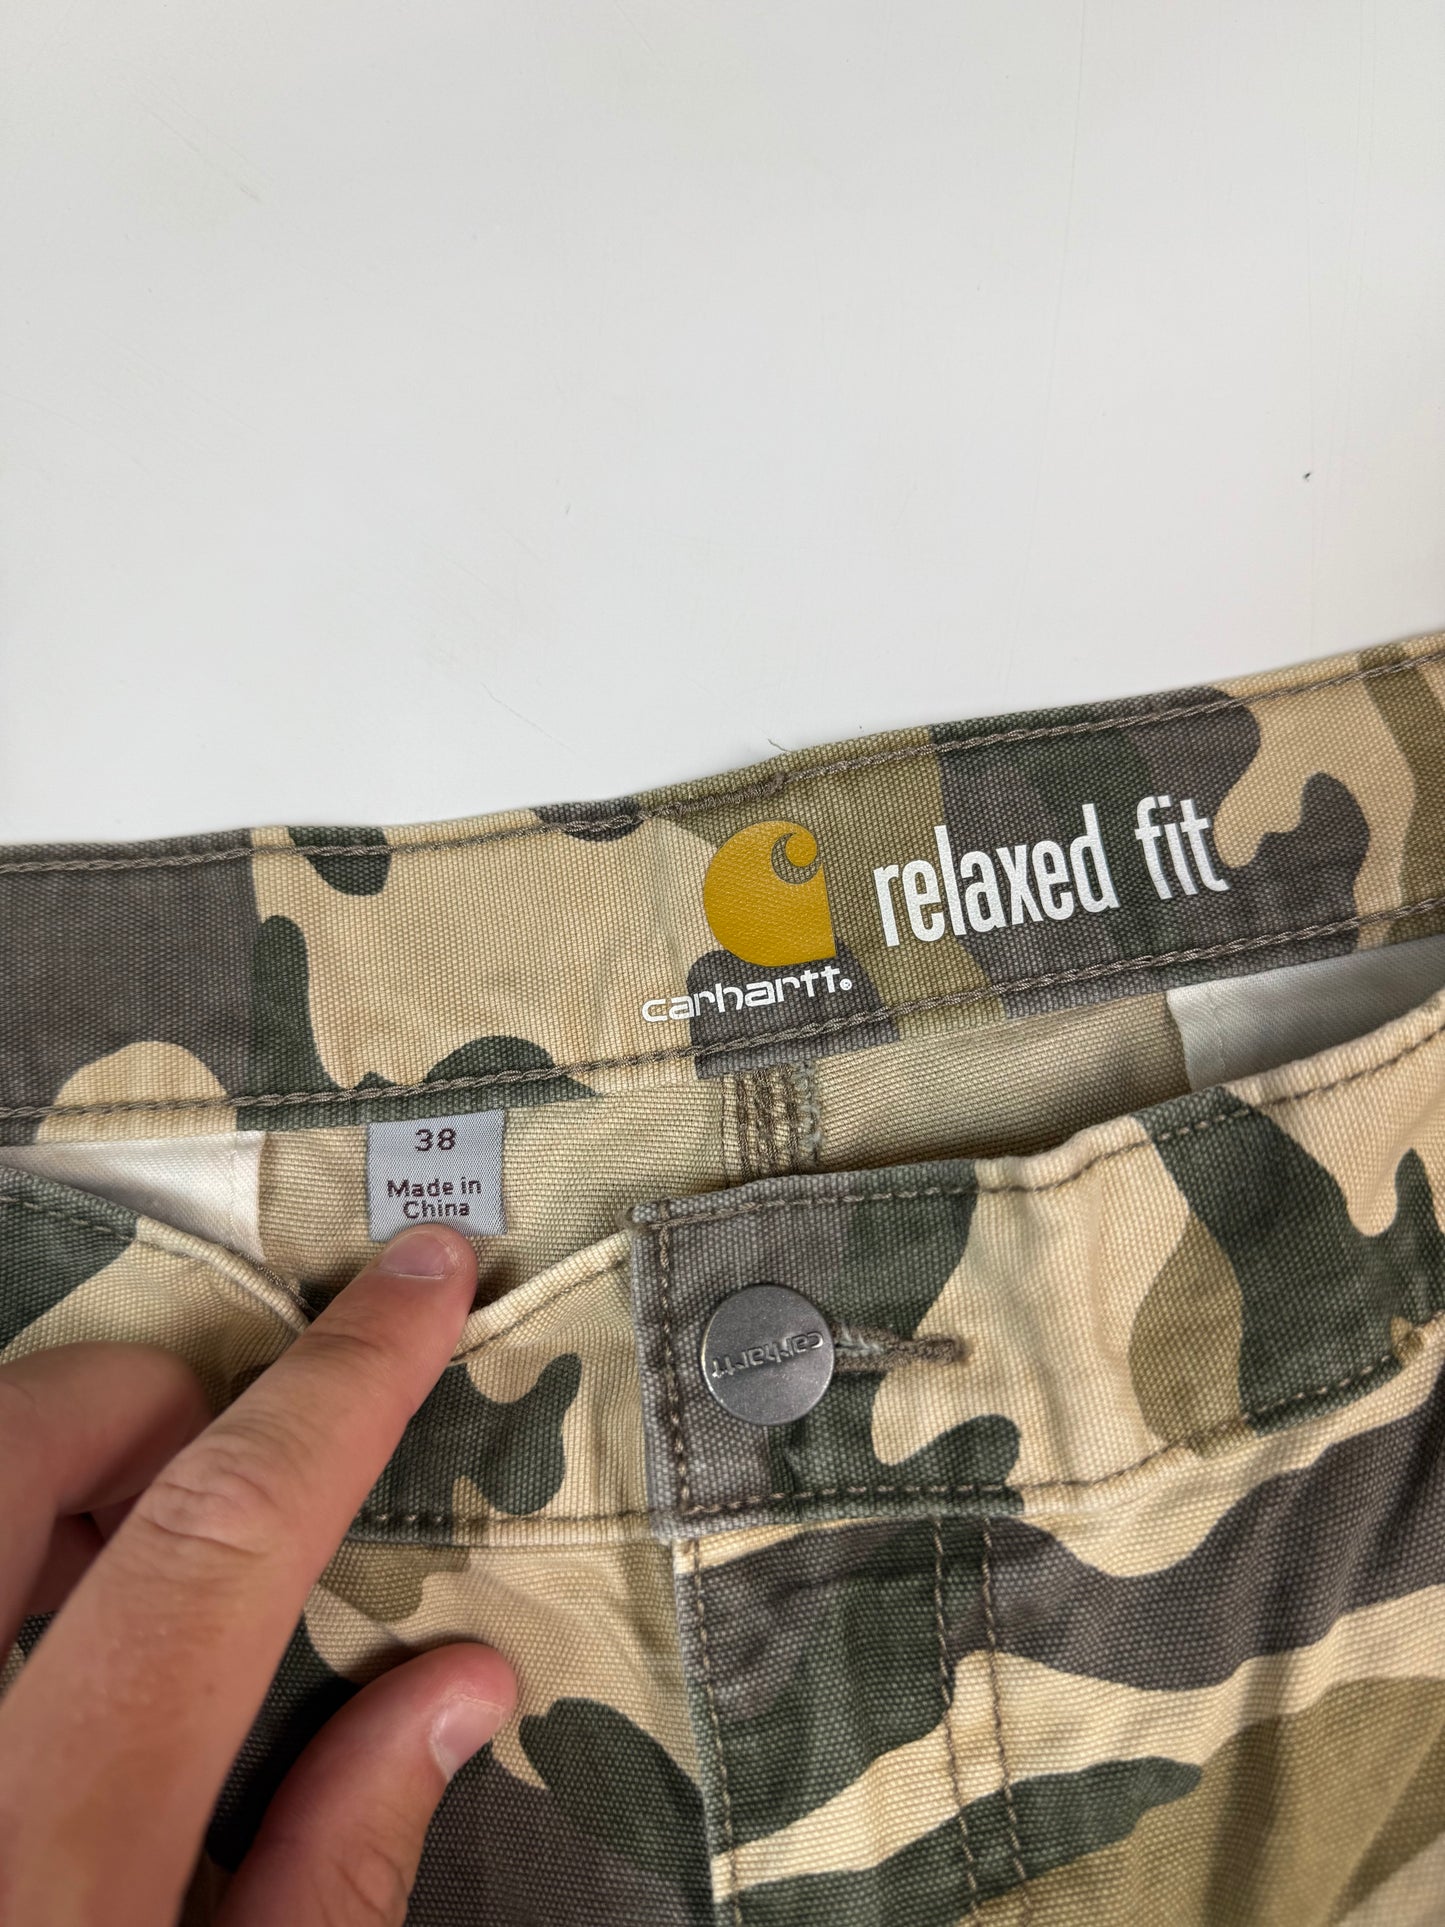 relaxed fit
carhartt®
38
Made in
China
carhartt